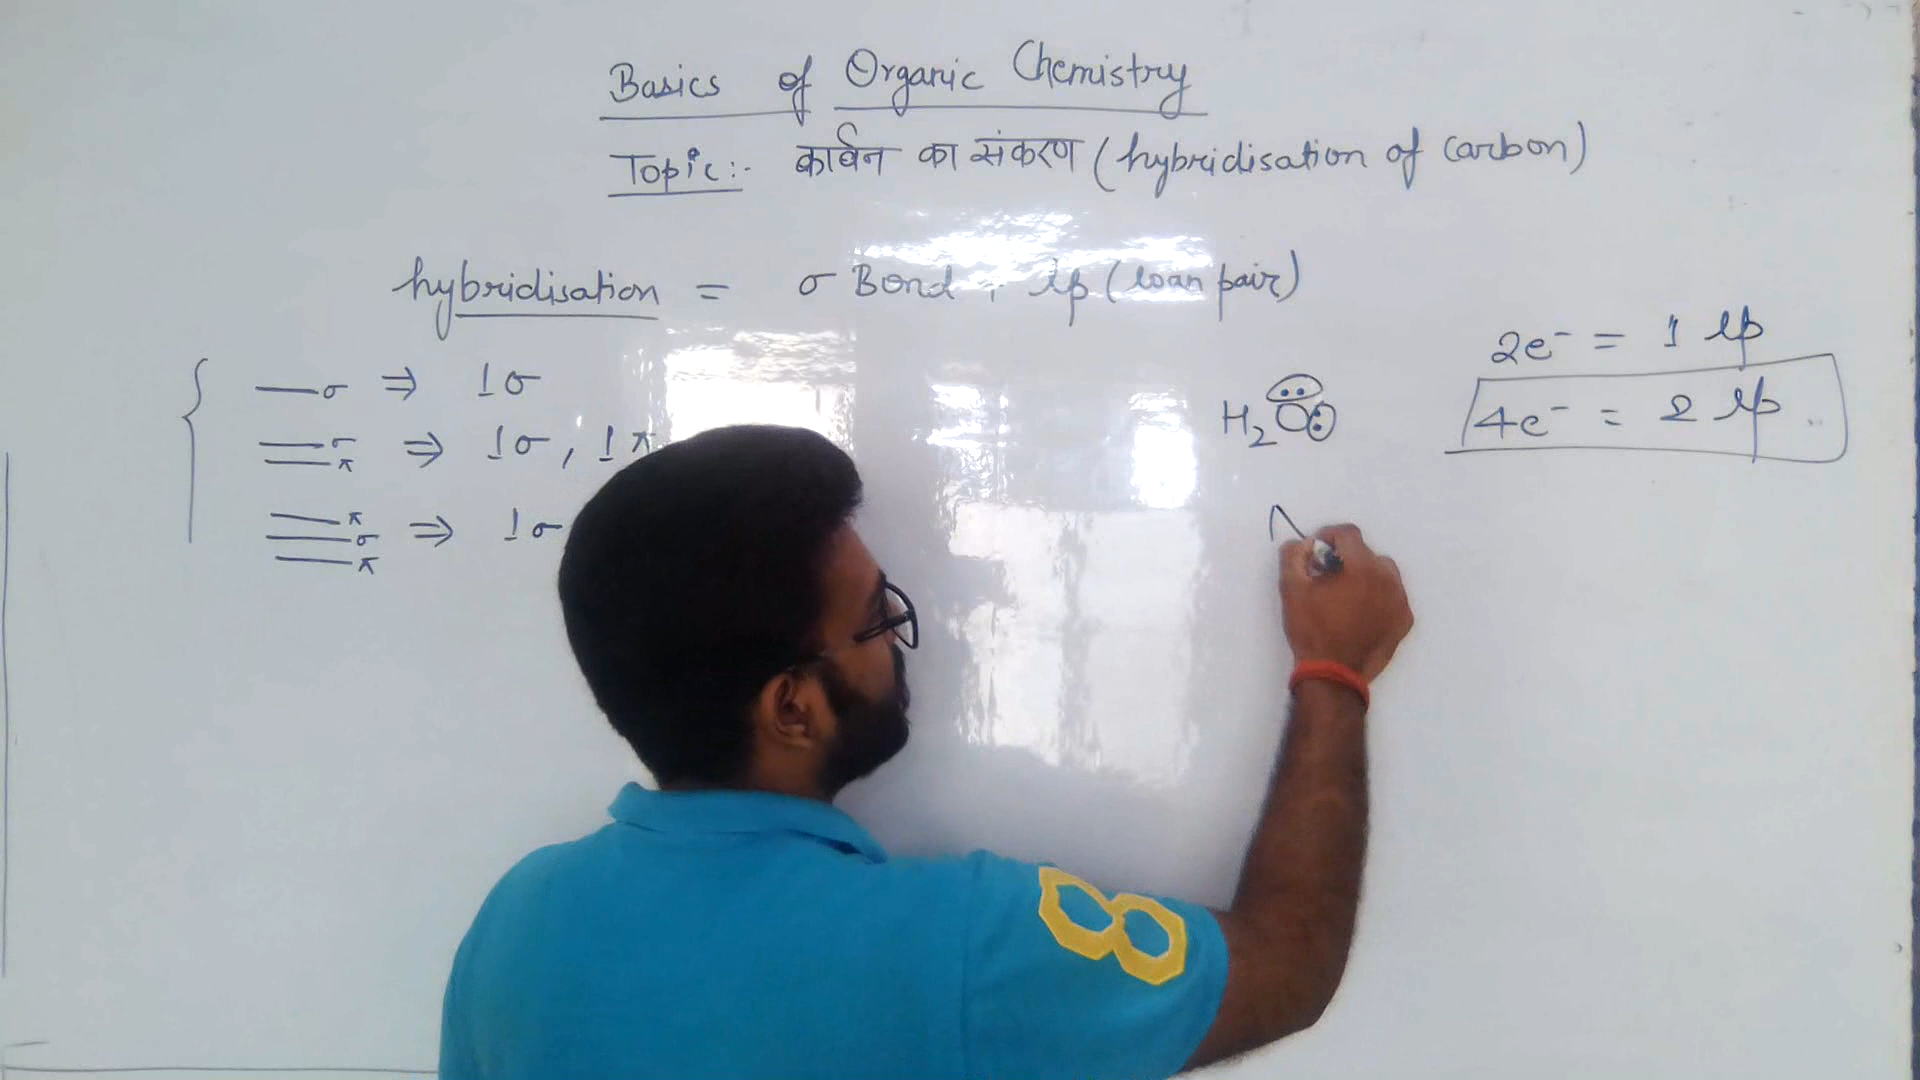 Basics of Organic Chemistry
Topic:- कार्बन का संकरण (hybridisation of carbon)
hybridisation = σ Bond + lp (loan pair)
—σ ⇒ 1σ
σ π ⇒ 1σ, 1π
π σ π ⇒ 1σ
H₂O
N
2e⁻ = 1 lp
4e⁻ = 2 lp
8